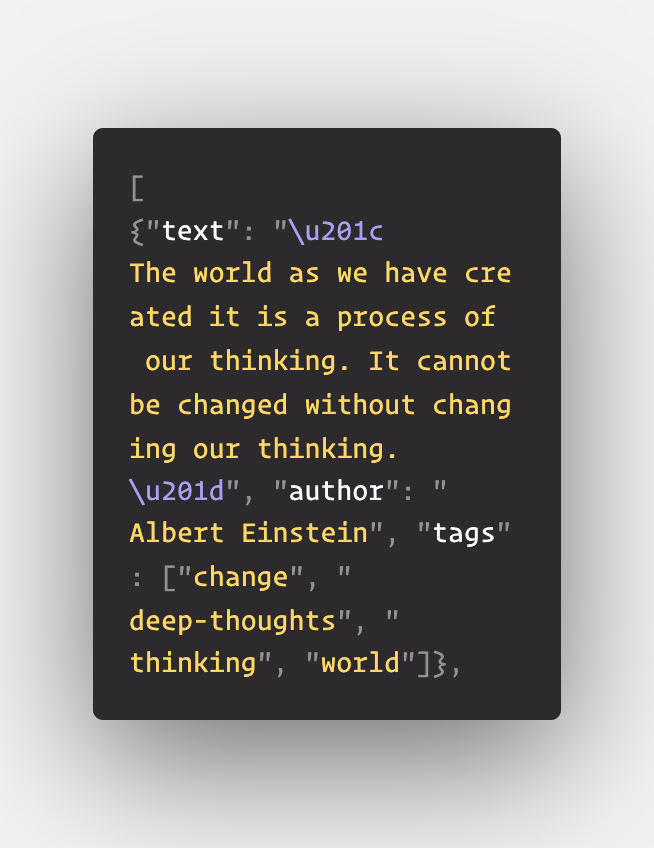 [
{"text": "\u201c
The world as we have cre
ated it is a process of
 our thinking. It cannot
be changed without chang
ing our thinking.
\u201d", "author": "
Albert Einstein", "tags"
: ["change", "
deep-thoughts", "
thinking", "world"]},